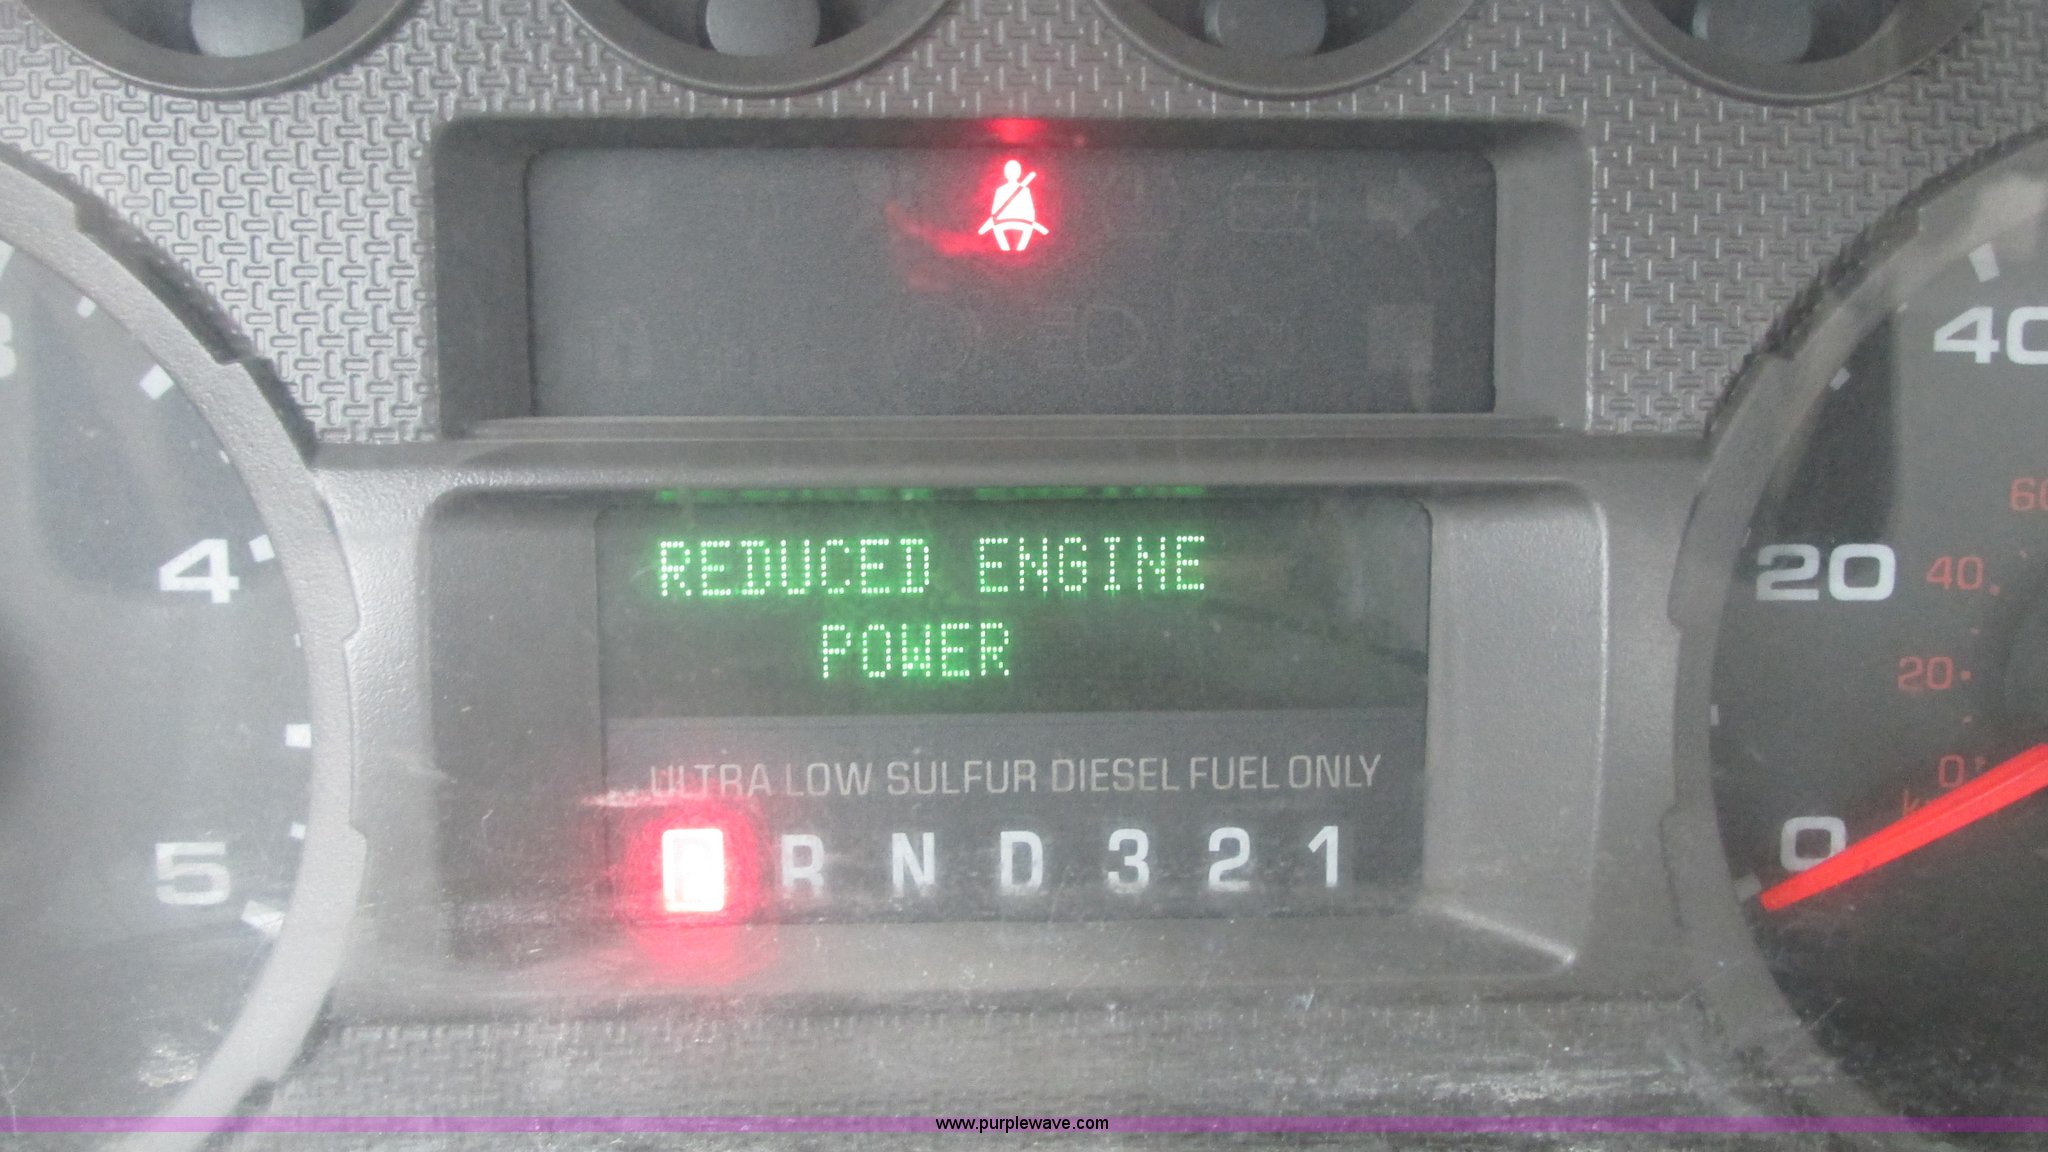 REDUCED ENGINE
POWER
ULTRA LOW SULFUR DIESEL FUEL ONLY
P R N D 3 2 1
4
5
40
20
0
60
40
20
0
www.purplewave.com